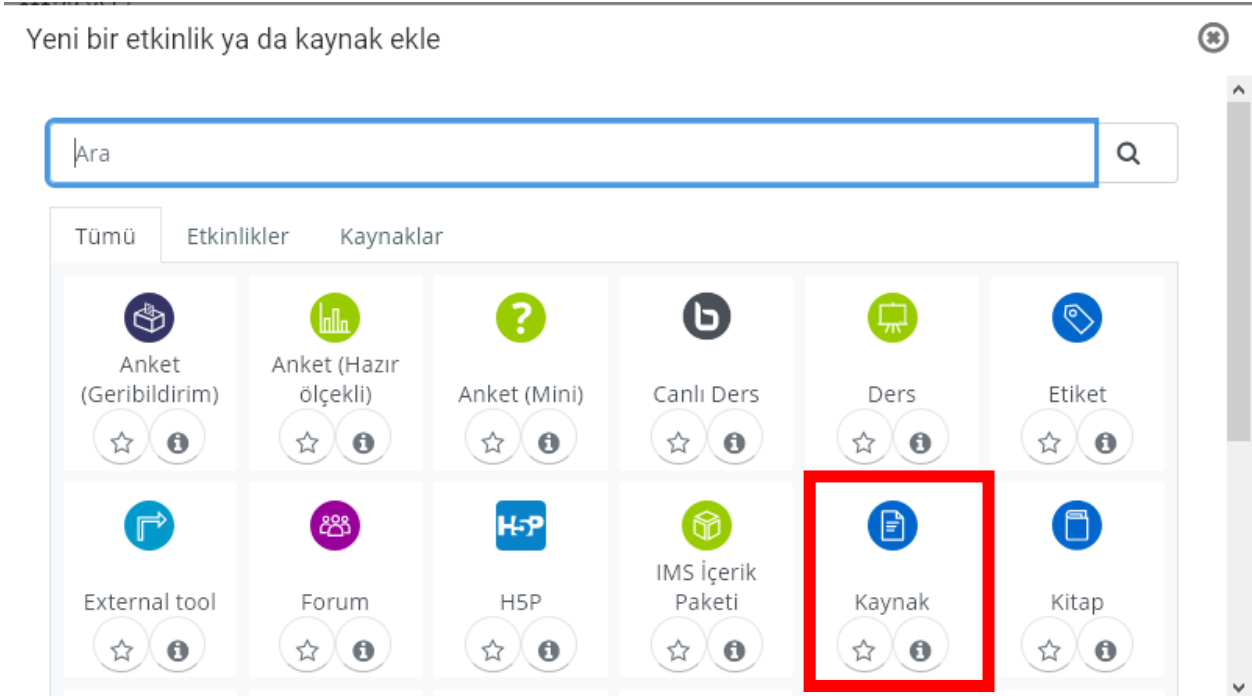 Yeni bir etkinlik ya da kaynak ekle
Ara
Tümü Etkinlikler Kaynaklar
Anket
(Geribildirim)
Anket (Hazır
ölçekli)
Anket (Mini)
Canlı Ders
Ders
Etiket
External tool
Forum
H5P
H5P
IMS İçerik
Paketi
Kaynak
Kitap